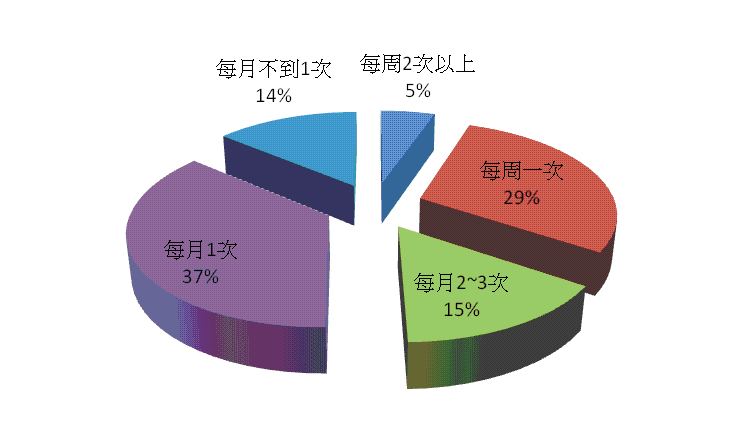 每月不到1次
14%
每周2次以上
5%
每周一次
29%
每月1次
37%
每月2~3次
15%